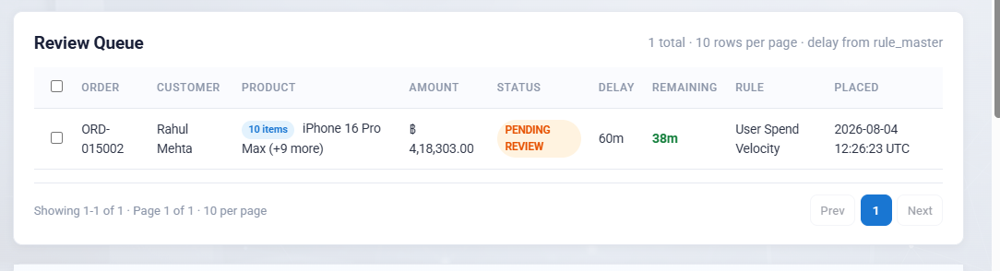 Review Queue
1 total · 10 rows per page · delay from rule_master
ORDER CUSTOMER PRODUCT AMOUNT STATUS DELAY REMAINING RULE PLACED
ORD-
015002
Rahul
Mehta
10 items iPhone 16 Pro
Max (+9 more)
฿
4,18,303.00
PENDING
REVIEW
60m
38m
User Spend
Velocity
2026-08-04
12:26:23 UTC
Showing 1-1 of 1 · Page 1 of 1 · 10 per page
Prev 1 Next